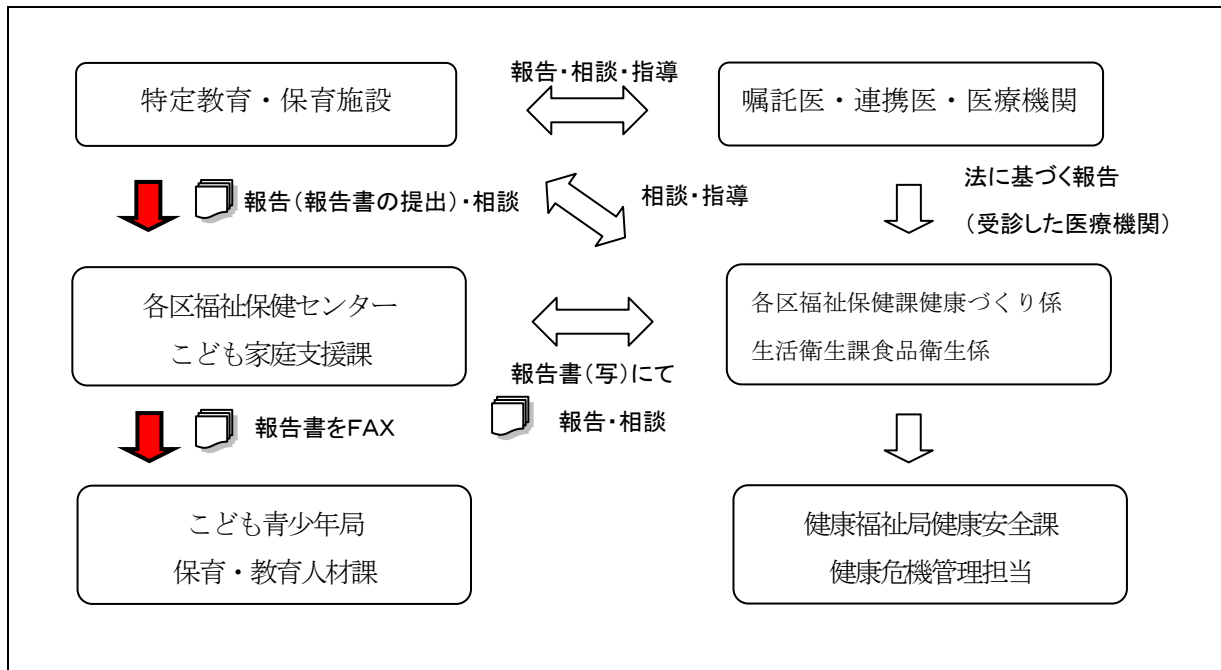 報告・相談・指導
特定教育・保育施設
嘱託医・連携医・医療機関
報告(報告書の提出)・相談
相談・指導
法に基づく報告
(受診した医療機関)
各区福祉保健センター
こども家庭支援課
各区福祉保健課健康づくり係
生活衛生課食品衛生係
報告書(写)にて
報告・相談
報告書をFAX
こども青少年局
保育・教育人材課
健康福祉局健康安全課
健康危機管理担当